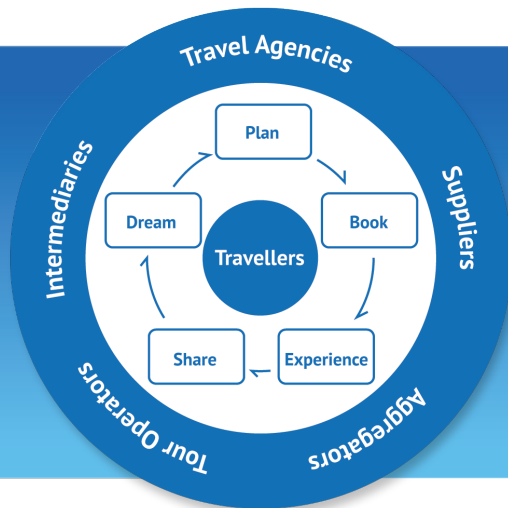 Travel Agencies
Suppliers
Aggregators
Tour Operators
Intermediaries
Plan
Book
Experience
Share
Dream
Travellers